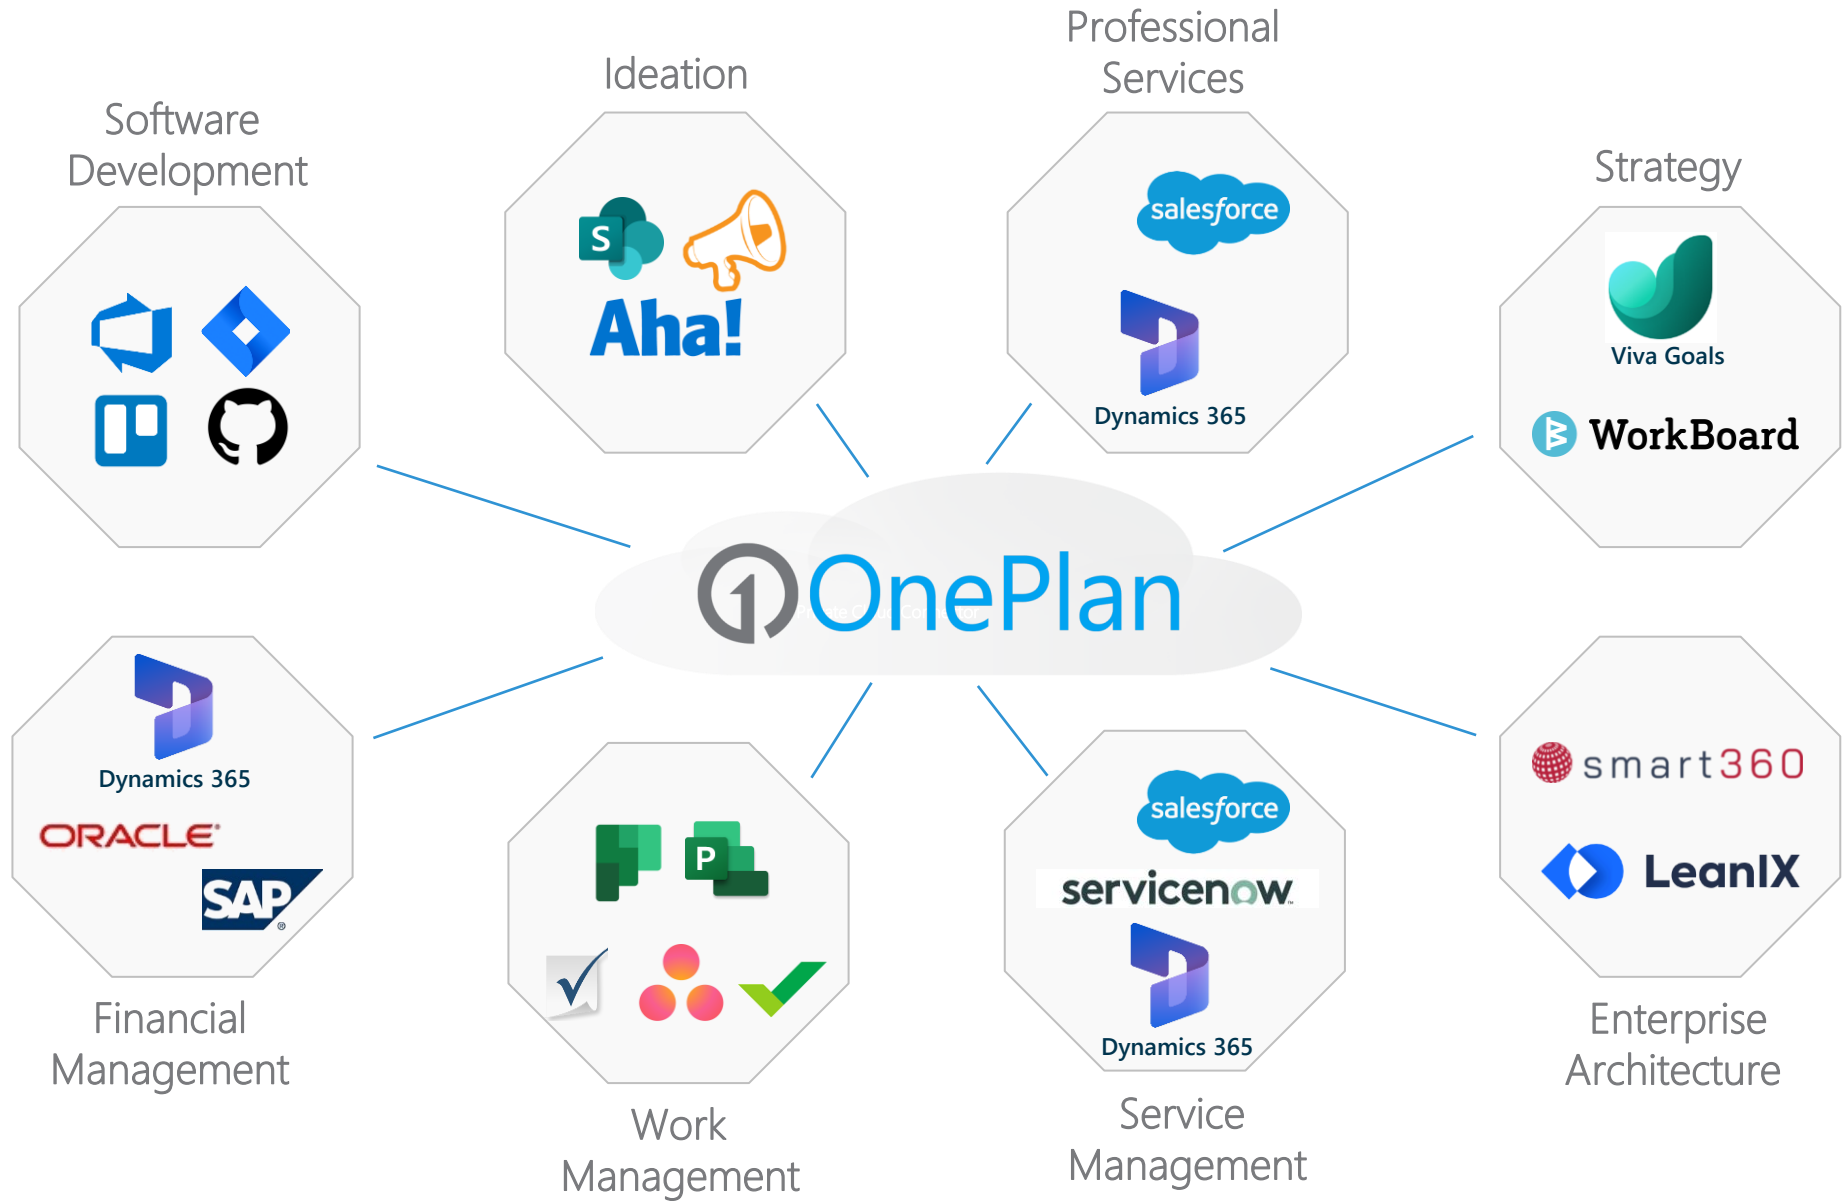 Professional
Services
Ideation
Software
Development
Strategy
salesforce
S
Aha!
Viva Goals
Dynamics 365
WorkBoard
OnePlan
Dynamics 365
ORACLE
SAP
®
P
salesforce
servicenow
Dynamics 365
smart360
LeanIX
Financial
Management
Work
Management
Service
Management
Enterprise
Architecture